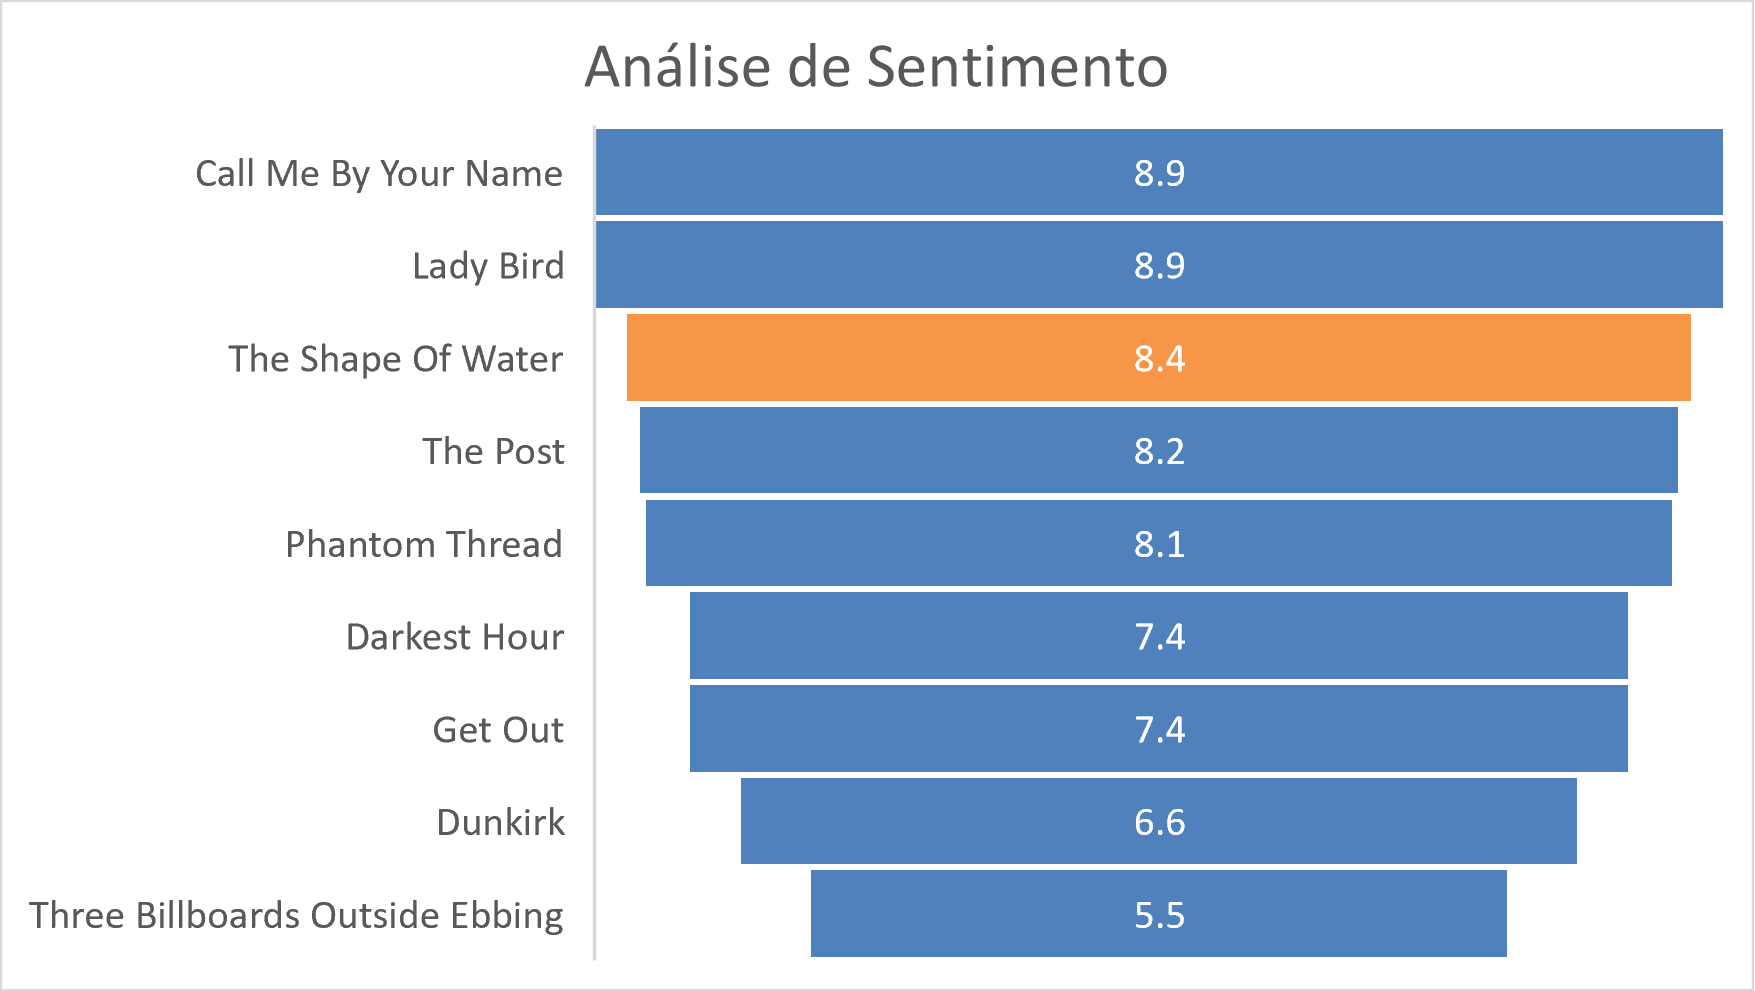 Análise de Sentimento
Call Me By Your Name 8.9
Lady Bird 8.9
The Shape Of Water 8.4
The Post 8.2
Phantom Thread 8.1
Darkest Hour 7.4
Get Out 7.4
Dunkirk 6.6
Three Billboards Outside Ebbing 5.5